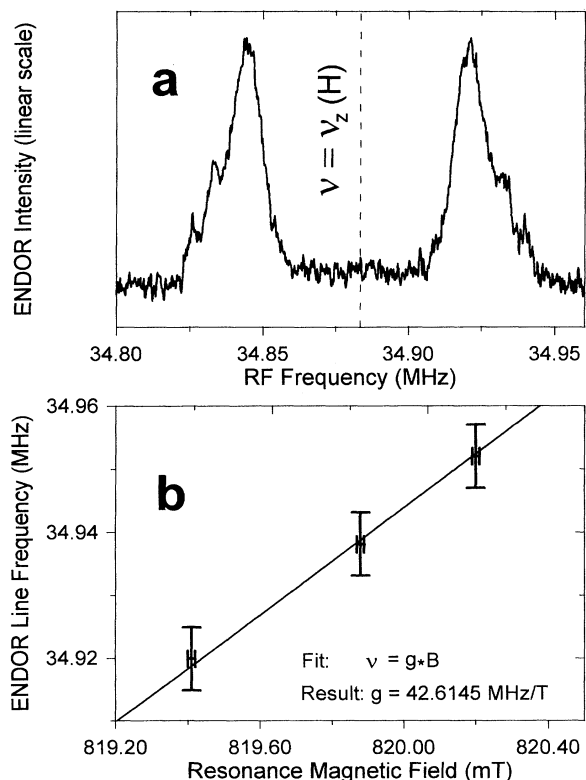 a
ENDOR Intensity (linear scale)
ν = ν_z (H)
34.80 34.85 34.90 34.95
RF Frequency (MHz)
b
ENDOR Line Frequency (MHz)
34.96
34.94
34.92
Fit: ν = g*B
Result: g = 42.6145 MHz/T
819.20 819.60 820.00 820.40
Resonance Magnetic Field (mT)